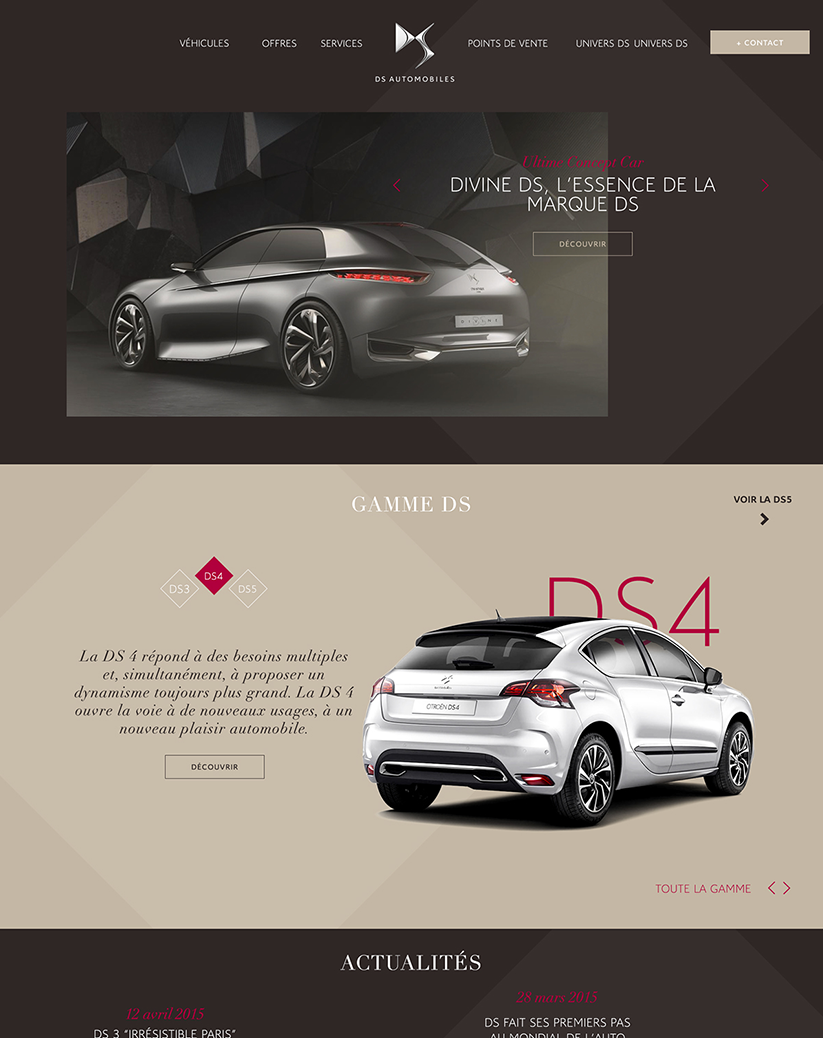 VÉHICULES
OFFRES
SERVICES
DS AUTOMOBILES
POINTS DE VENTE
UNIVERS DS
UNIVERS DS
+ CONTACT
Ultime Concept Car
DIVINE DS, L'ESSENCE DE LA
MARQUE DS
DÉCOUVRIR
DIVINE
GAMME DS
VOIR LA DS5
DS3
DS4
DS5
DS4
La DS 4 répond à des besoins multiples
et, simultanément, à proposer un
dynamisme toujours plus grand. La DS 4
ouvre la voie à de nouveaux usages, à un
nouveau plaisir automobile.
DÉCOUVRIR
CITROËN DS4
TOUTE LA GAMME
ACTUALITÉS
12 avril 2015
DS 3 "IRRÉSISTIBLE PARIS"
28 mars 2015
DS FAIT SES PREMIERS PAS
AU MONDIAL DE L'AUTO